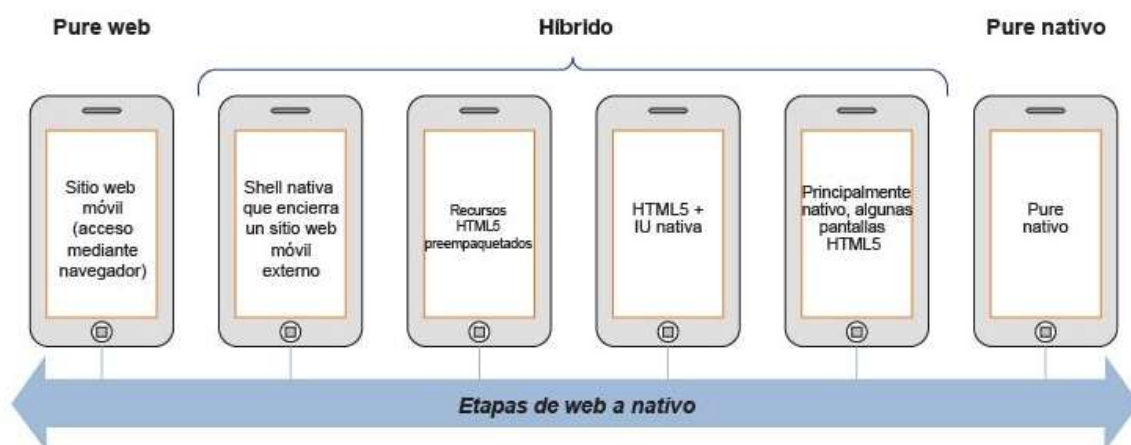 Pure web
Híbrido
Pure nativo
Sitio web
móvil
(acceso
mediante
navegador)
Shell nativa
que encierra
un sitio web
móvil
externo
Recursos
HTML5
preempaquetados
HTML5 +
IU nativa
Principalmente
nativo, algunas
pantallas
HTML5
Pure
nativo
Etapas de web a nativo